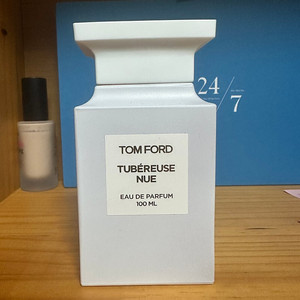 24/7
TOM FORD
TUBÉREUSE
NUE
EAU DE PARFUM
100 ML